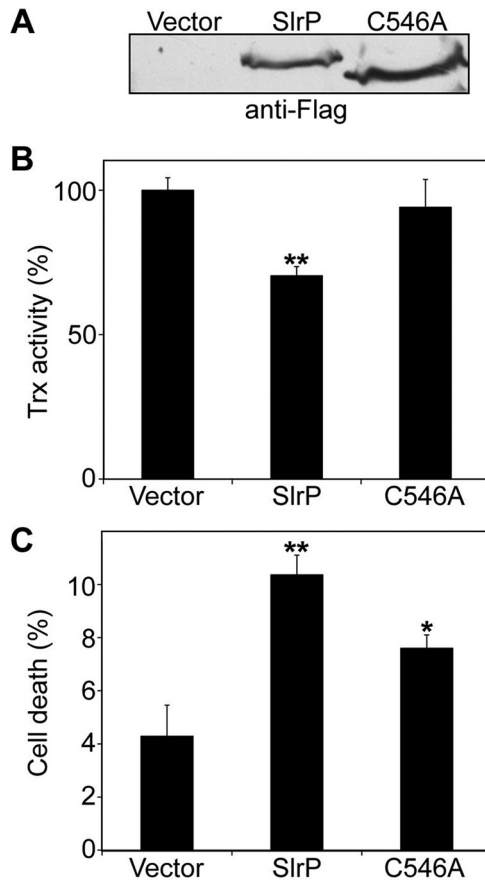 A
Vector SlrP C546A
anti-Flag
B
Trx activity (%)
100
50
0
**
Vector SlrP C546A
C
Cell death (%)
10
8
6
4
2
0
**
*
Vector SlrP C546A